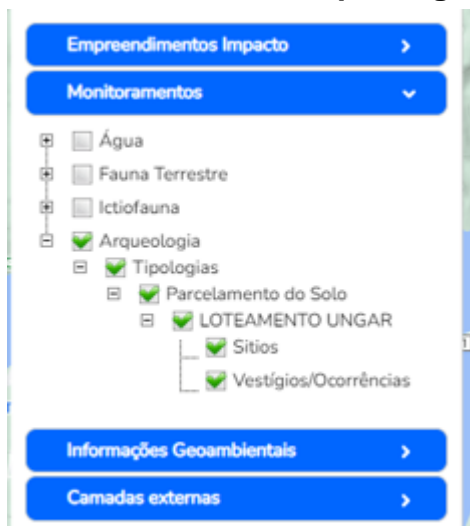 Empreendimentos Impacto
Monitoramentos
Água
Fauna Terrestre
Ictiofauna
Arqueologia
Tipologias
Parcelamento do Solo
LOTEAMENTO UNGAR
Sitios
Vestígios/Ocorrências
Informações Geoambientais
Camadas externas